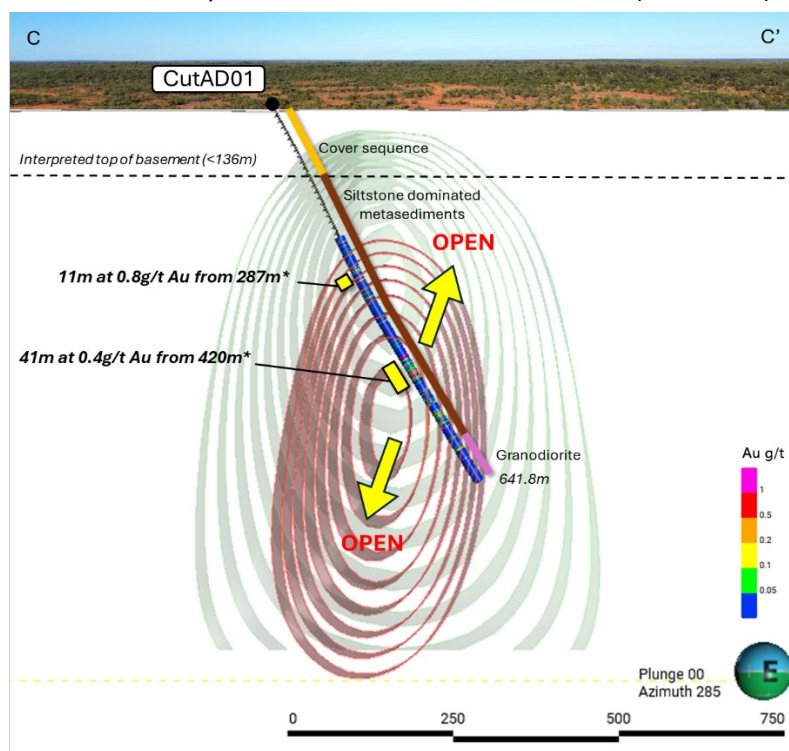 C
C'
CutAD01
Cover sequence
Interpreted top of basement (<136m)
Siltstone dominated
metasediments
OPEN
11m at 0.8g/t Au from 287m*
41m at 0.4g/t Au from 420m*
Granodiorite
641.8m
OPEN
Au g/t
1
0.5
0.2
0.1
0.05
Plunge 00
Azimuth 285
E
0
250
500
750